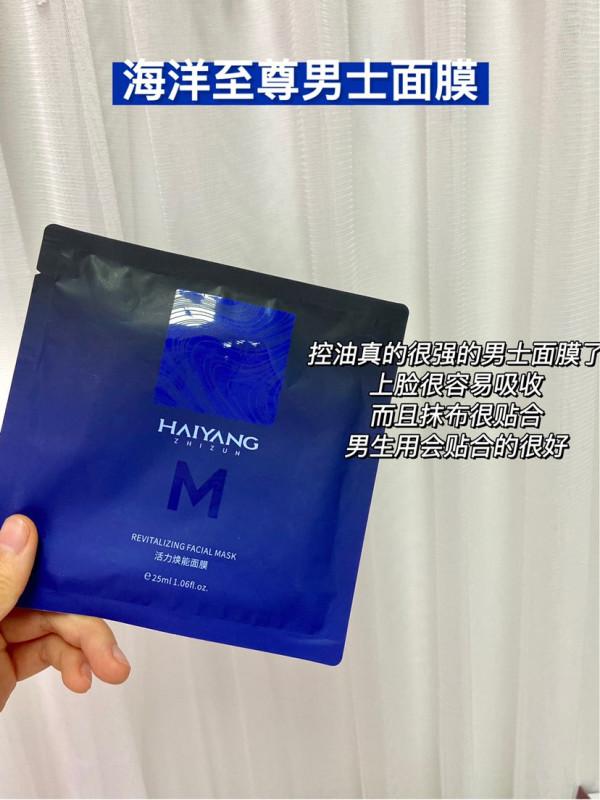 海洋至尊男士面膜
控油真的很强的男士面膜了
上脸很容易吸收
而且抹布很贴合
男生用会贴合的很好
HAIYANG
ZHIZUN
M
REVITALIZING FACIAL MASK
活力焕能面膜
℮25ml 1.06fl.oz.